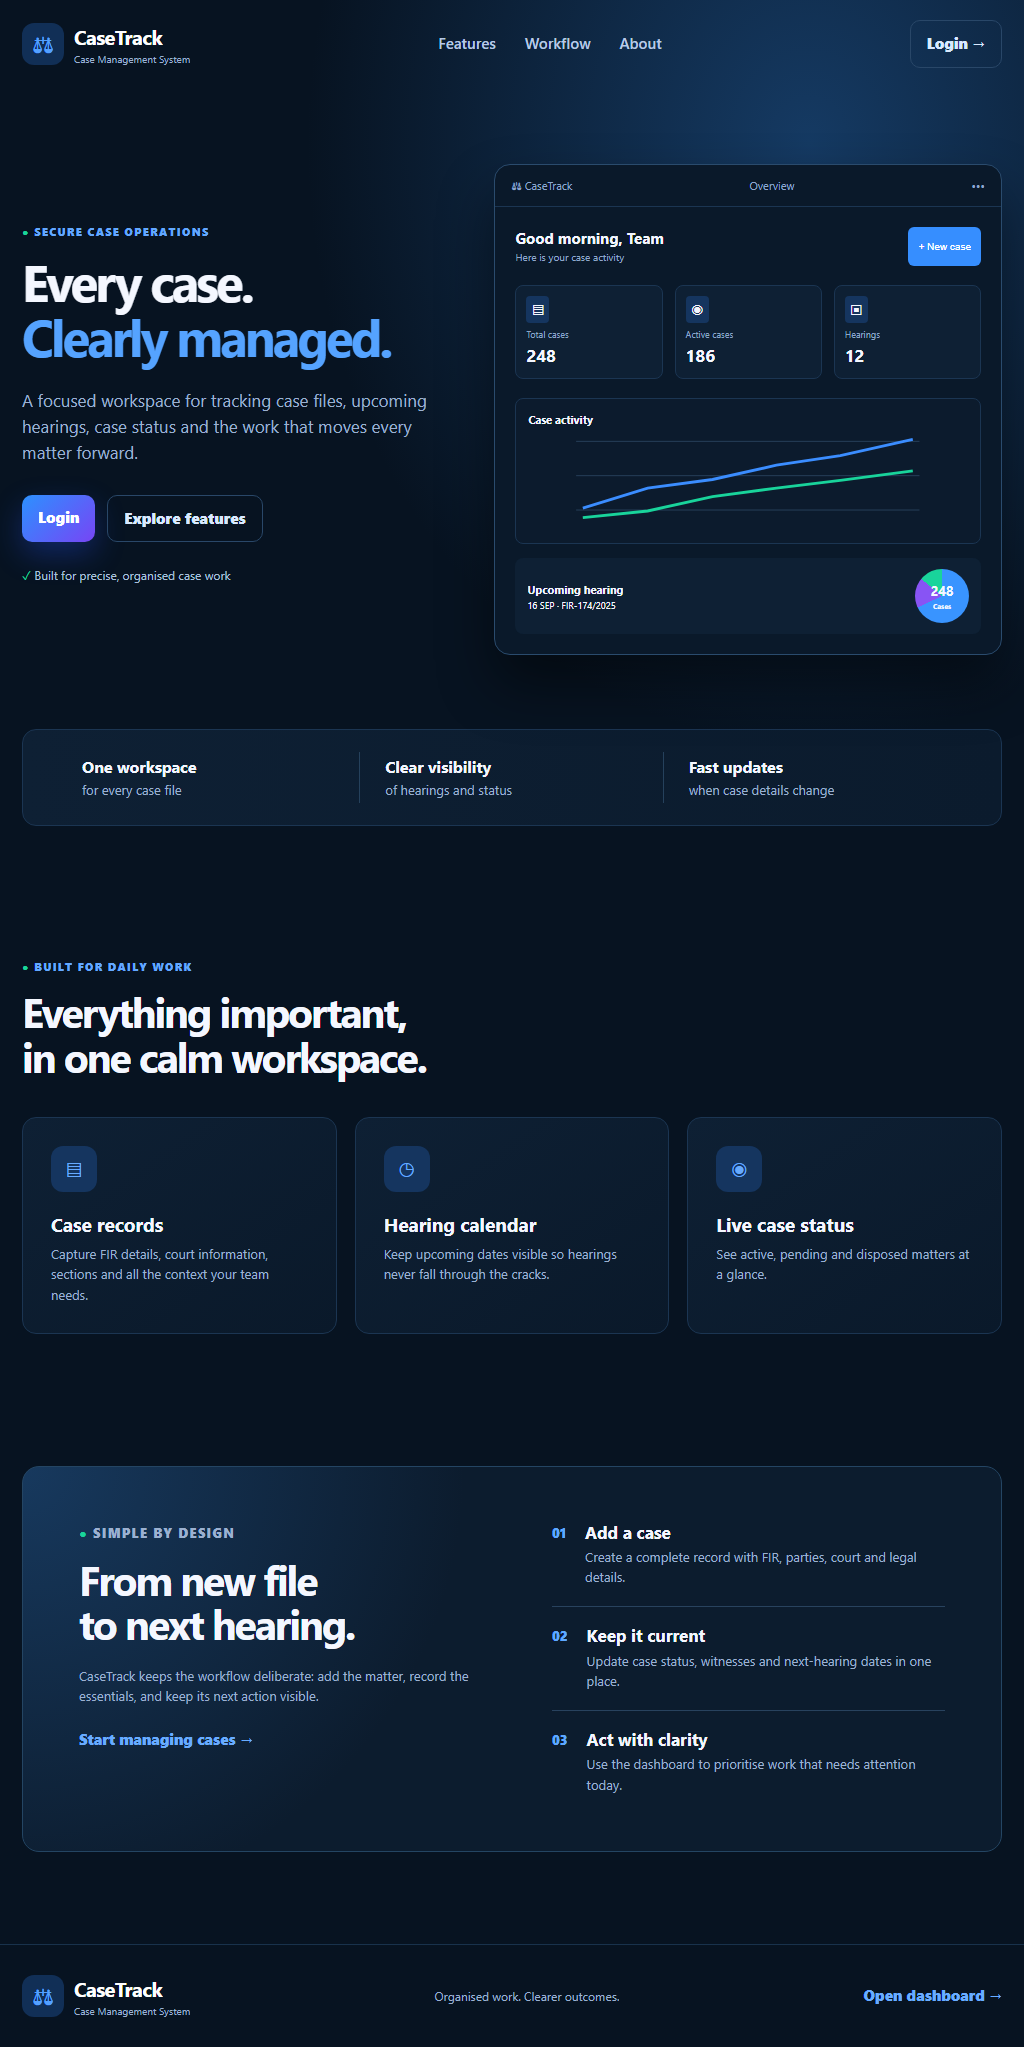 CaseTrack
Case Management System
Features
Workflow
About
Login →
SECURE CASE OPERATIONS
Every case.
Clearly managed.
A focused workspace for tracking case files, upcoming
hearings, case status and the work that moves every
matter forward.
Login
Explore features
✓ Built for precise, organised case work
CaseTrack
Overview
•••
Good morning, Team
Here is your case activity
+ New case
Total cases
248
Active cases
186
Hearings
12
Case activity
Upcoming hearing
16 SEP · FIR-174/2025
248
Cases
One workspace
for every case file
Clear visibility
of hearings and status
Fast updates
when case details change
BUILT FOR DAILY WORK
Everything important,
in one calm workspace.
Case records
Capture FIR details, court information,
sections and all the context your team
needs.
Hearing calendar
Keep upcoming dates visible so hearings
never fall through the cracks.
Live case status
See active, pending and disposed matters at
a glance.
SIMPLE BY DESIGN
From new file
to next hearing.
CaseTrack keeps the workflow deliberate: add the matter, record the
essentials, and keep its next action visible.
Start managing cases →
01 Add a case
Create a complete record with FIR, parties, court and legal
details.
02 Keep it current
Update case status, witnesses and next-hearing dates in one
place.
03 Act with clarity
Use the dashboard to prioritise work that needs attention
today.
CaseTrack
Case Management System
Organised work. Clearer outcomes.
Open dashboard →